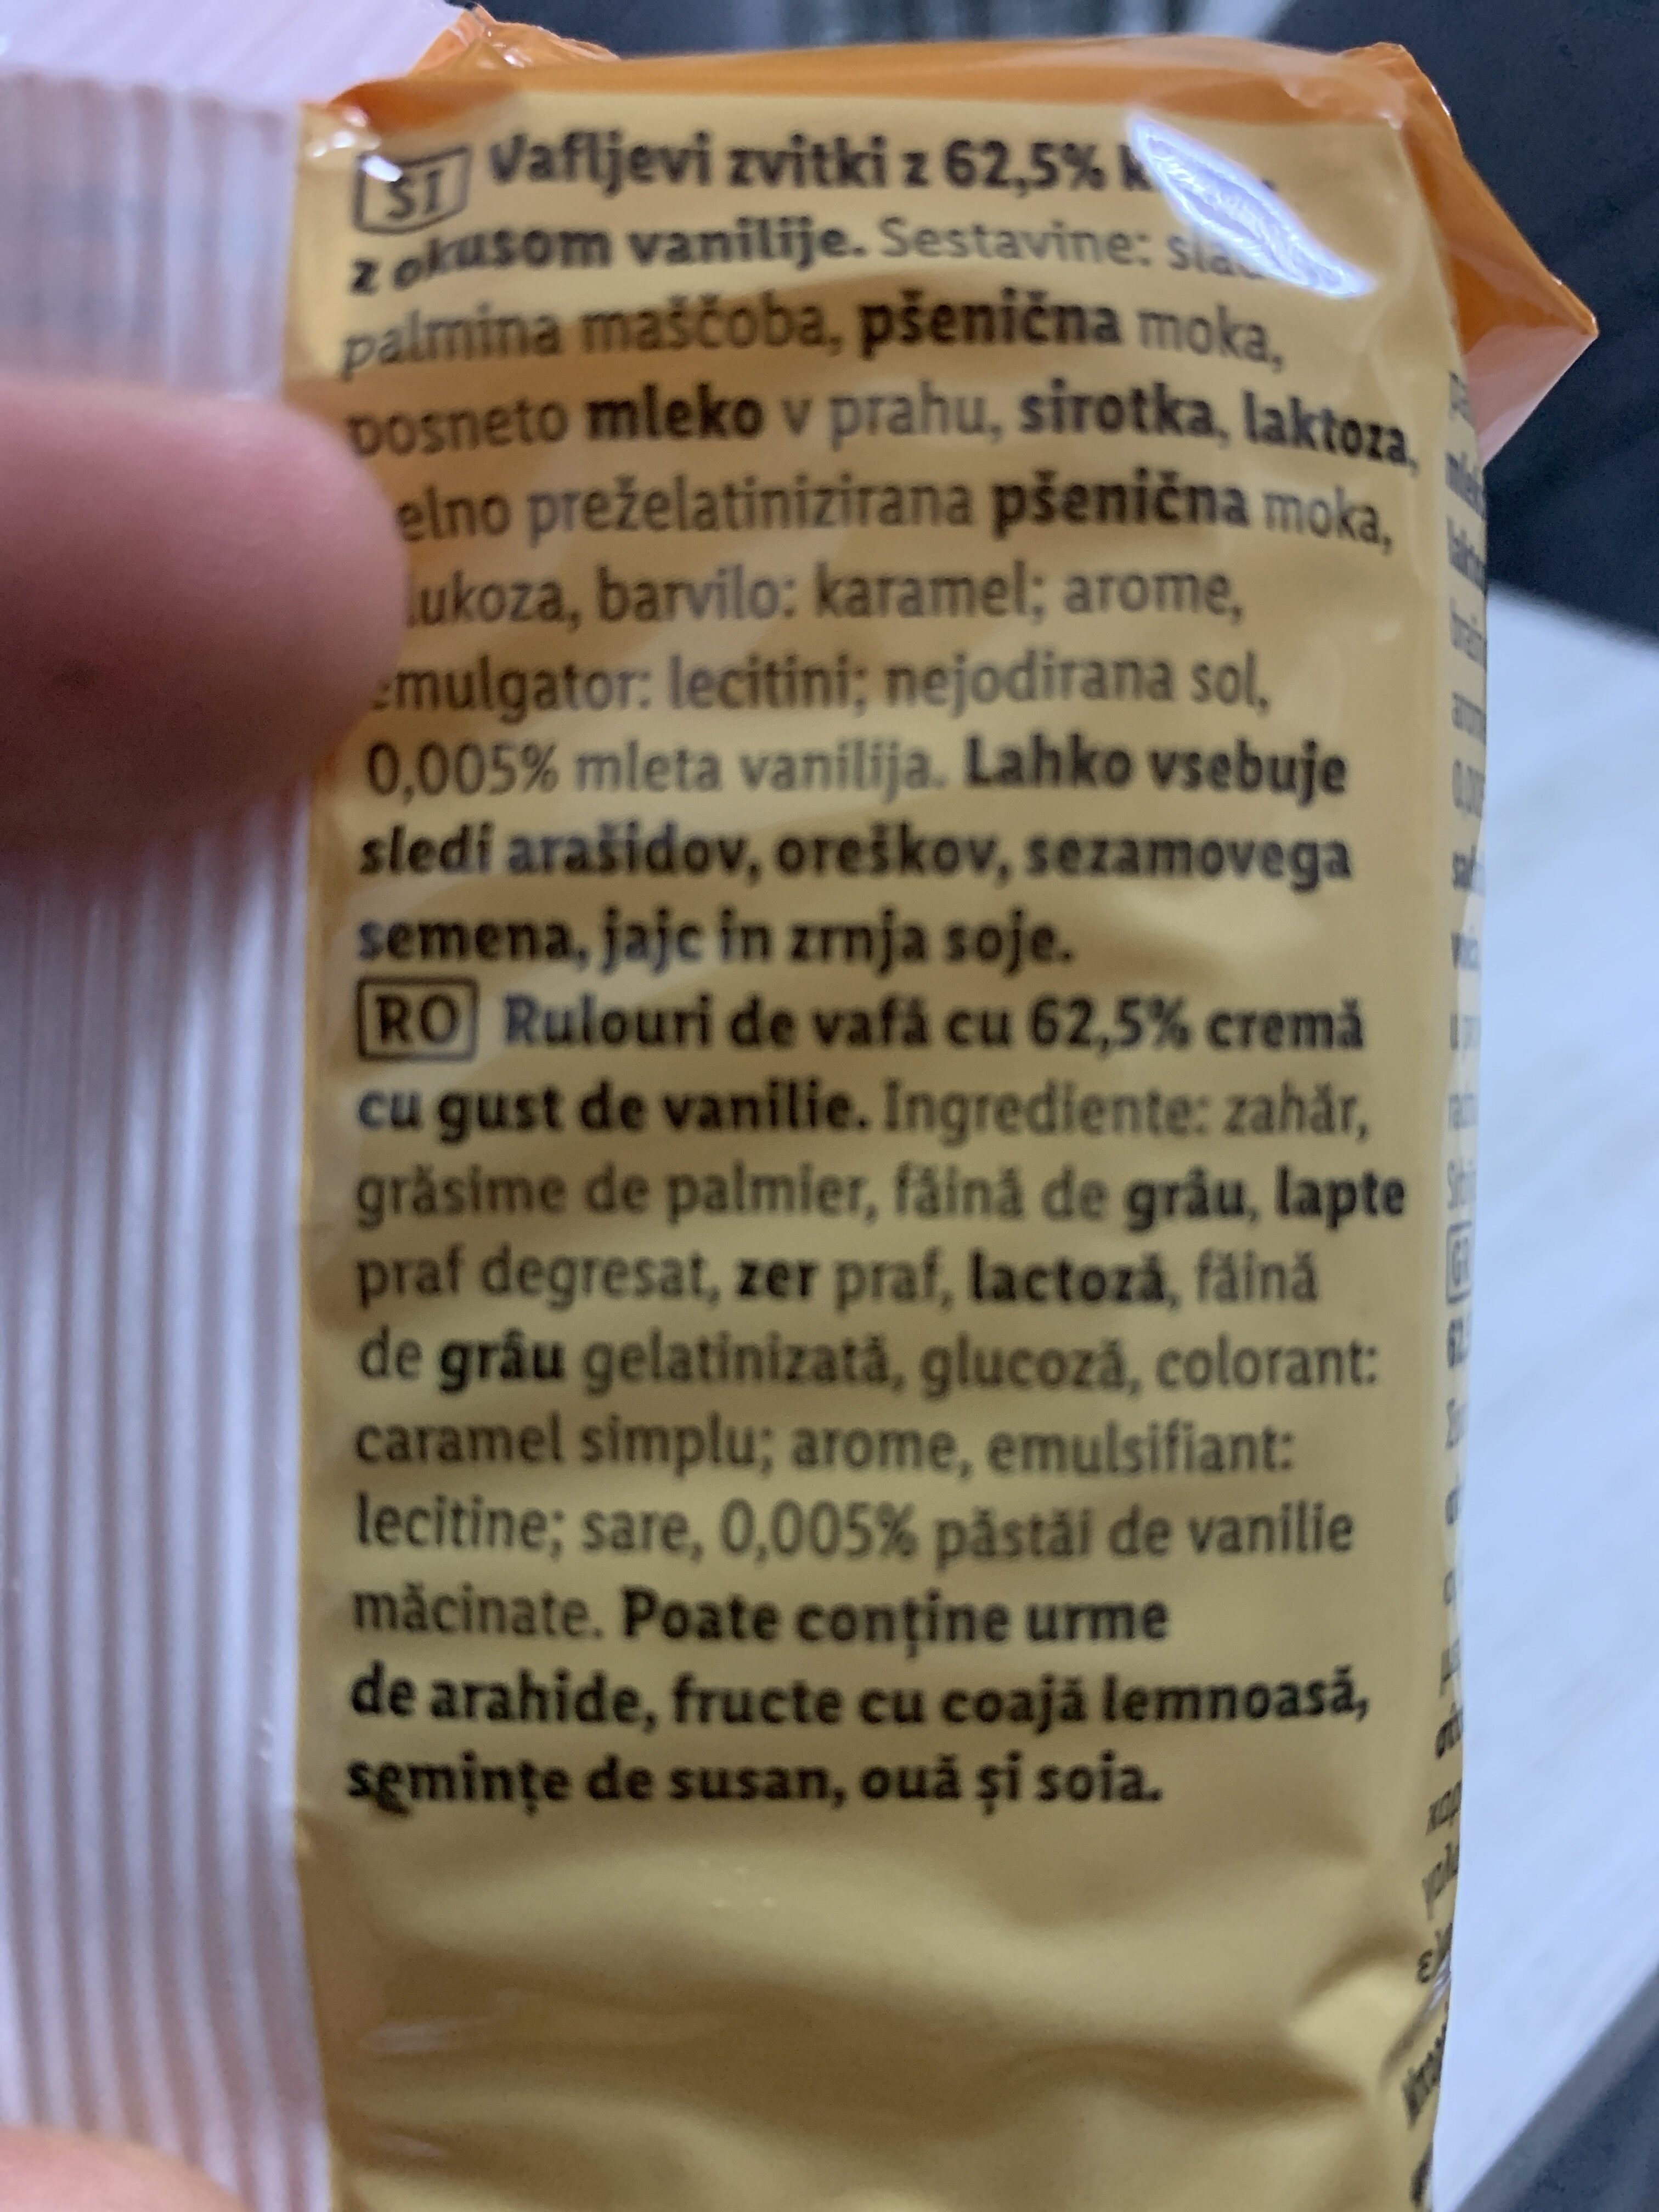 SI Vafljevi zvitki z 62,5%
z okusom vanilije. Sestavine:
palmina maščoba, pšenična moka,
posneto mleko v prahu, sirotka, laktoza,
preželatinizirana pšenična moka,
barvilo: karamel; arome,
emulgator: lecitini; nejodirana sol,
0,005% mleta vanilija. Lahko vsebuje
sledi arašidov, oreškov, sezamovega
semena, jajc in zrnja soje.
RO Rulouri de vafă cu 62,5% cremă
cu gust de vanilie. Ingrediente: zahăr,
grăsime de palmier, făină de grâu, lapte
praf degresat, zer praf, lactoză, făină
de grâu gelatinizată, glucoză, colorant:
caramel simplu; arome, emulsifiant:
lecitine; sare, 0,005% păstăi de vanilie
măcinate. Poate conține urme
de arahide, fructe cu coajă lemnoasă,
semințe de susan, ouă și soia.